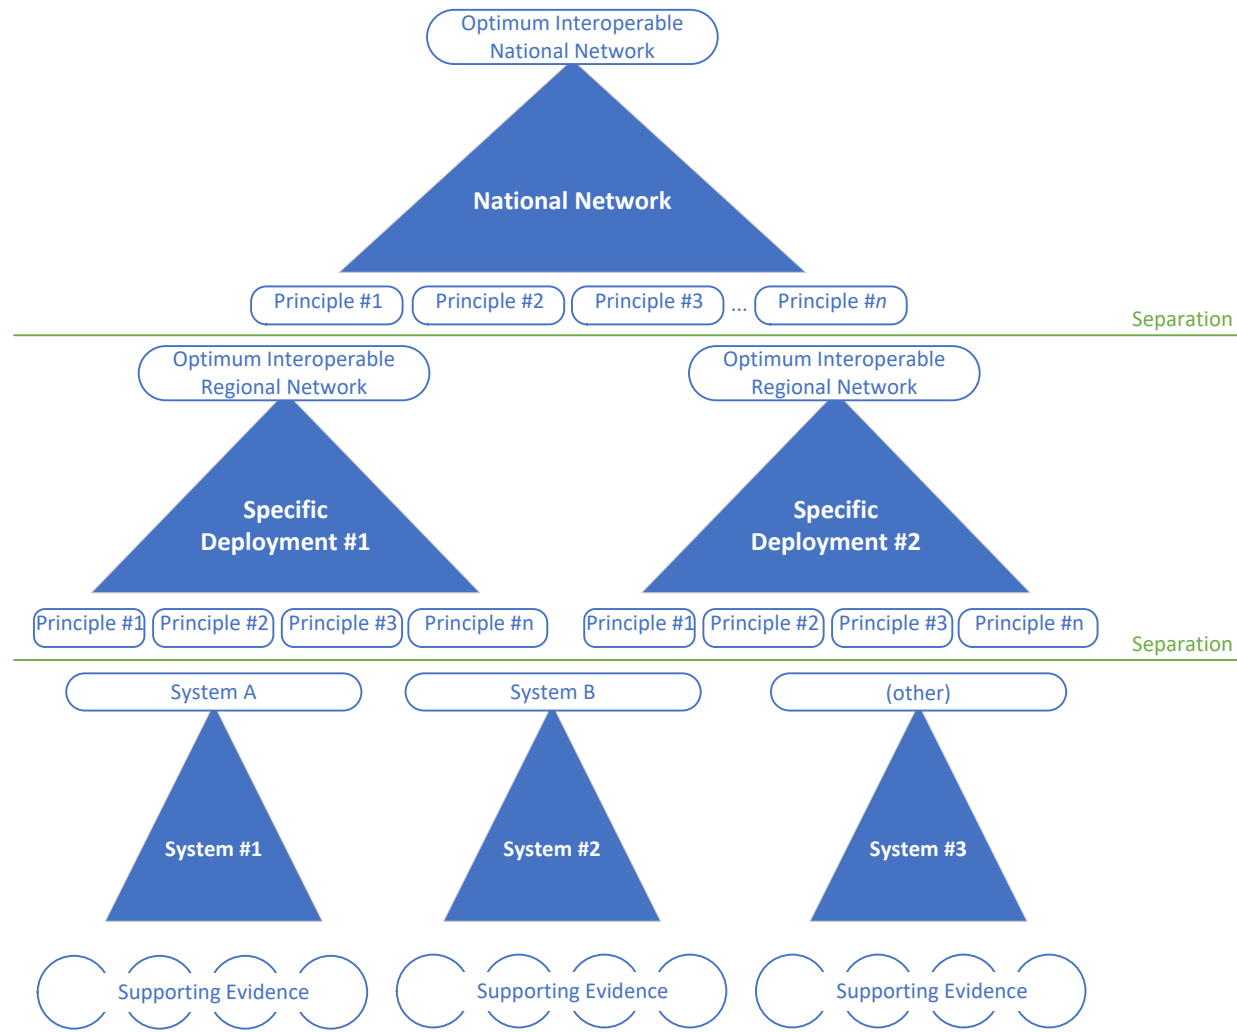 Optimum Interoperable
National Network
National Network
Principle #1
Principle #2
Principle #3
...
Principle #n
Separation
Optimum Interoperable
Regional Network
Optimum Interoperable
Regional Network
Specific
Deployment #1
Specific
Deployment #2
Principle #1
Principle #2
Principle #3
Principle #n
Principle #1
Principle #2
Principle #3
Principle #n
Separation
System A
System B
(other)
System #1
System #2
System #3
Supporting Evidence
Supporting Evidence
Supporting Evidence